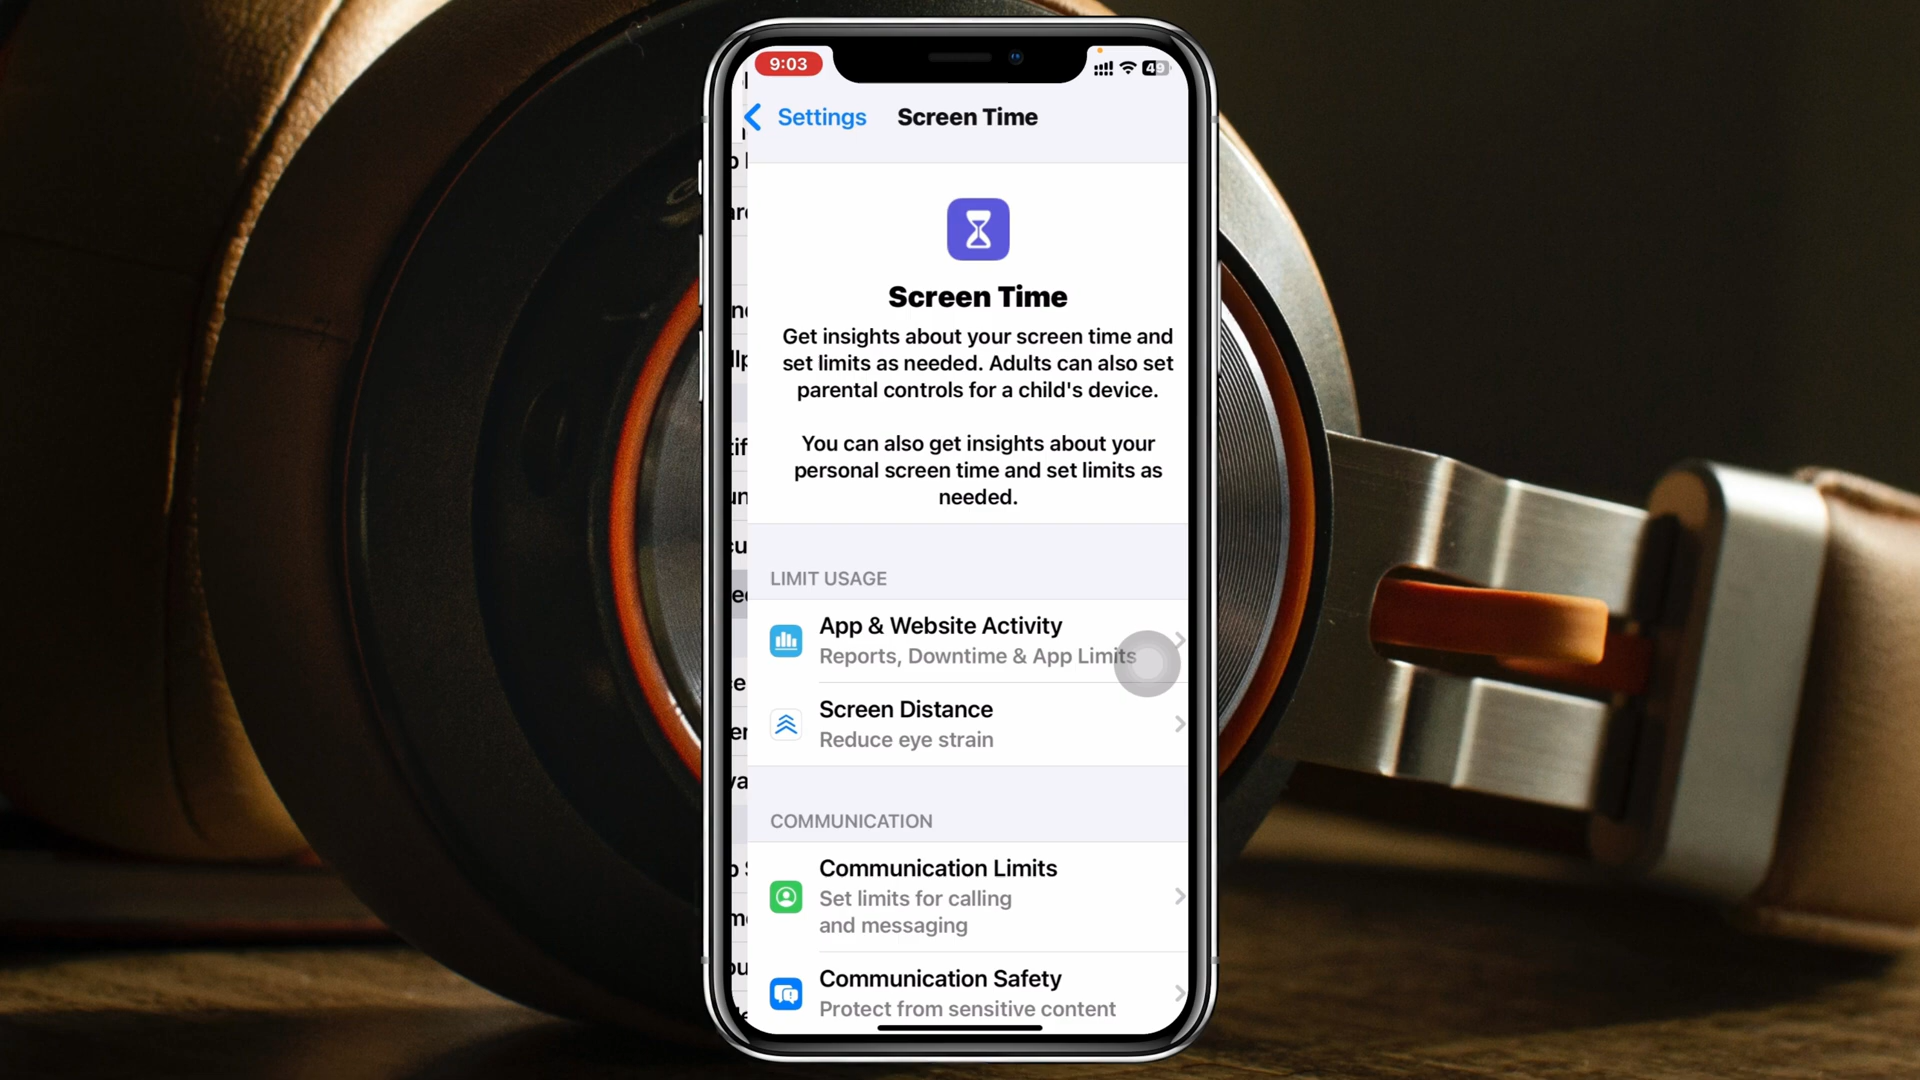 9:03
49
Settings
Screen Time
Screen Time
Get insights about your screen time and
set limits as needed. Adults can also set
parental controls for a child's device.
You can also get insights about your
personal screen time and set limits as
needed.
LIMIT USAGE
App & Website Activity
Reports, Downtime & App Limits
Screen Distance
Reduce eye strain
COMMUNICATION
Communication Limits
Set limits for calling
and messaging
Communication Safety
Protect from sensitive content